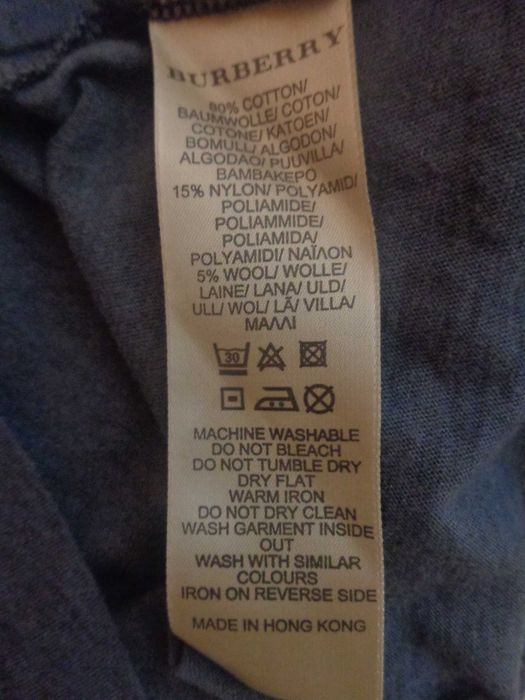 BURBERRY
80% COTTON/
BAUMWOLLE/ COTON/
COTONE/ KATOEN/
BOMULL/ ALGODON/
ALGODAO/ PUUVILLA/
ΒΑΜΒΑΚΕΡΟ
15% NYLON/ POLYAMID/
POLIAMIDE/
POLIAMMIDE/
POLIAMIDA/
POLYAMIDI/ ΝΑΪΛΟΝ
5% WOOL/ WOLLE/
LAINE/ LANA/ ULD/
ULL/ WOL/ LÃ/ VILLA/
ΜΑΛΛΙ
30
MACHINE WASHABLE
DO NOT BLEACH
DO NOT TUMBLE DRY
DRY FLAT
WARM IRON
DO NOT DRY CLEAN
WASH GARMENT INSIDE
OUT
WASH WITH SIMILAR
COLOURS
IRON ON REVERSE SIDE
MADE IN HONG KONG